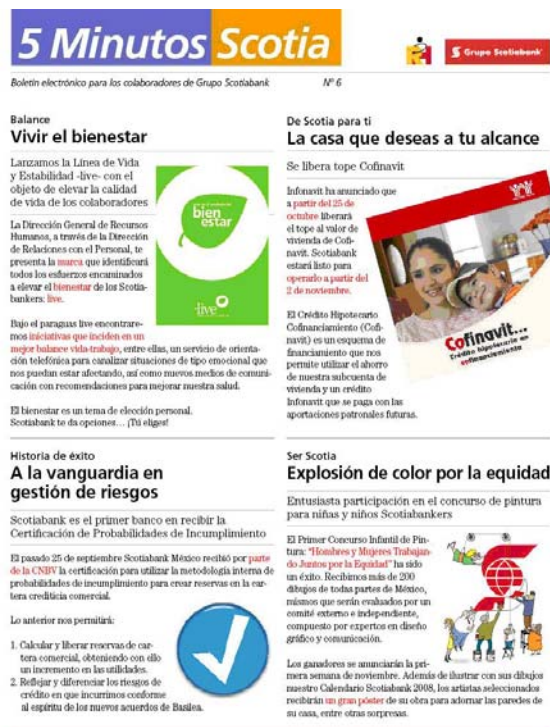 5 Minutos Scotia
Grupo Scotiabank
Boletín electrónico para los colaboradores de Grupo Scotiabank Nº 6
Balance
Vivir el bienestar
Lanzamos la Línea de Vida
y Estabilidad -live- con el
objeto de elevar la calidad
de vida de los colaboradores
La Dirección General de Recursos
Humanos, a través de la Dirección
de Relaciones con el Personal, te
presenta la marca que identificará
todos los esfuerzos encaminados
a elevar el bienestar de los Scotia-
bankers: live.
bien
estar
live
Bajo el paraguas live encontrare-
mos iniciativas que inciden en un
mejor balance vida-trabajo, entre ellas, un servicio de orienta-
ción telefónica para canalizar situaciones de tipo emocional que
nos puedan estar afectando, así como nuevos medios de comuni-
cación con recomendaciones para mejorar nuestra salud.
El bienestar es un tema de elección personal.
Scotiabank te da opciones... ¡Tú eliges!
De Scotia para ti
La casa que deseas a tu alcance
Se libera tope Cofinavit
Infonavit ha anunciado que
a partir del 25 de
octubre liberará
el tope al valor de
vivienda de Cofi-
navit. Scotiabank
estará listo para
operarlo a partir del
2 de noviembre.
El Crédito Hipotecario
Cofinanciamiento (Cofi-
navit) es un esquema de
financiamiento que nos
permite utilizar el ahorro
de nuestra subcuenta de
vivienda y un crédito
Infonavit que se paga con las
aportaciones patronales futuras.
Cofinavit...
Crédito hipotecario en
cofinanciamiento
Historia de éxito
A la vanguardia en
gestión de riesgos
Scotiabank es el primer banco en recibir la
Certificación de Probabilidades de Incumplimiento
El pasado 25 de septiembre Scotiabank México recibió por parte
de la CNBV la certificación para utilizar la metodología interna de
probabilidades de incumplimiento para crear reservas en la car-
tera crediticia comercial.
Lo anterior nos permitirá:
1. Calcular y liberar reservas de car-
tera comercial, obteniendo con ello
un incremento en las utilidades.
2. Reflejar y diferenciar los riesgos de
crédito en que incurrimos conforme
al espíritu de los nuevos acuerdos de Basilea.
Ser Scotia
Explosión de color por la equidad
Entusiasta participación en el concurso de pintura
para niñas y niños Scotiabankers
El Primer Concurso Infantil de Pin-
tura: "Hombres y Mujeres Trabajan-
do Juntos por la Equidad" ha sido
un éxito. Recibimos más de 200
dibujos de todas partes de México,
mismos que serán evaluados por un
comité externo e independiente,
compuesto por expertos en diseño
gráfico y comunicación.
Los ganadores se anunciarán la pri-
mera semana de noviembre. Además de ilustrar con sus dibujos
nuestro Calendario Scotiabank 2008, los artistas seleccionados
recibirán un gran póster de su obra para adornar las paredes de
su casa, entre otras sorpresas.